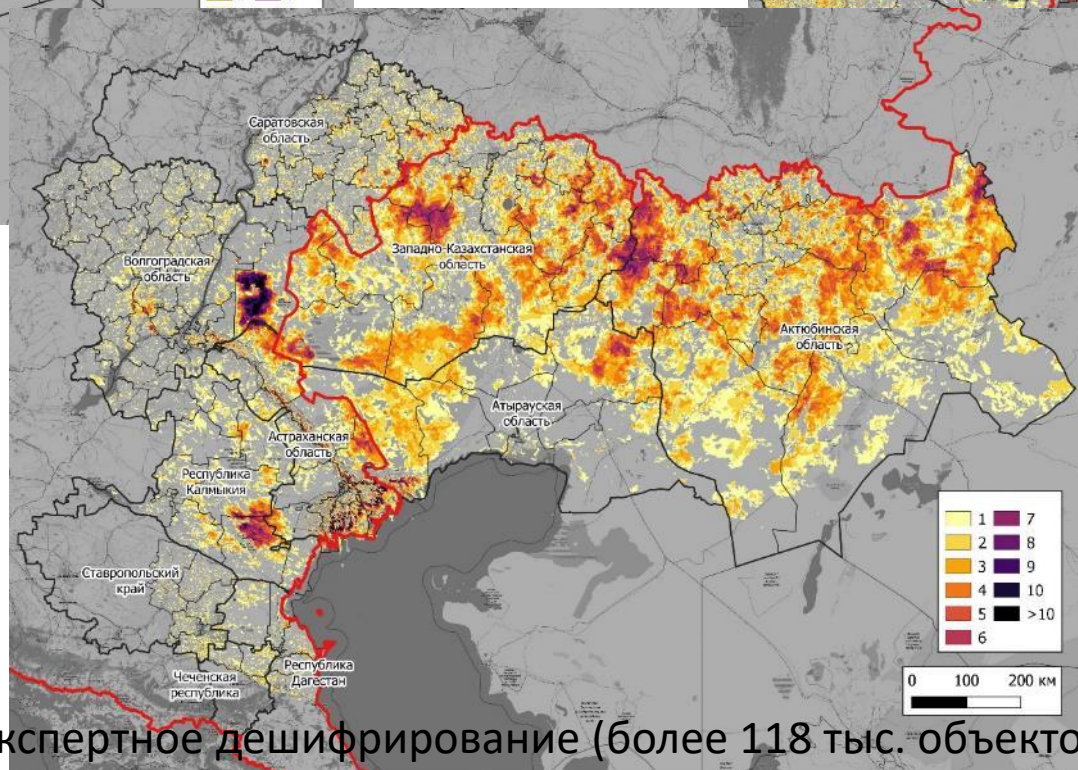 Саратовская
область
Волгоградская
область
Западно-Казахстанская
область
Актюбинская
область
Атырауская
область
Астраханская
область
Республика
Калмыкия
Ставропольский
край
Чеченская
республика
Республика
Дагестан
1 7
2 8
3 9
4 10
5 >10
6
0 100 200 км
кспертное дешифрирование (более 118 тыс. объекто